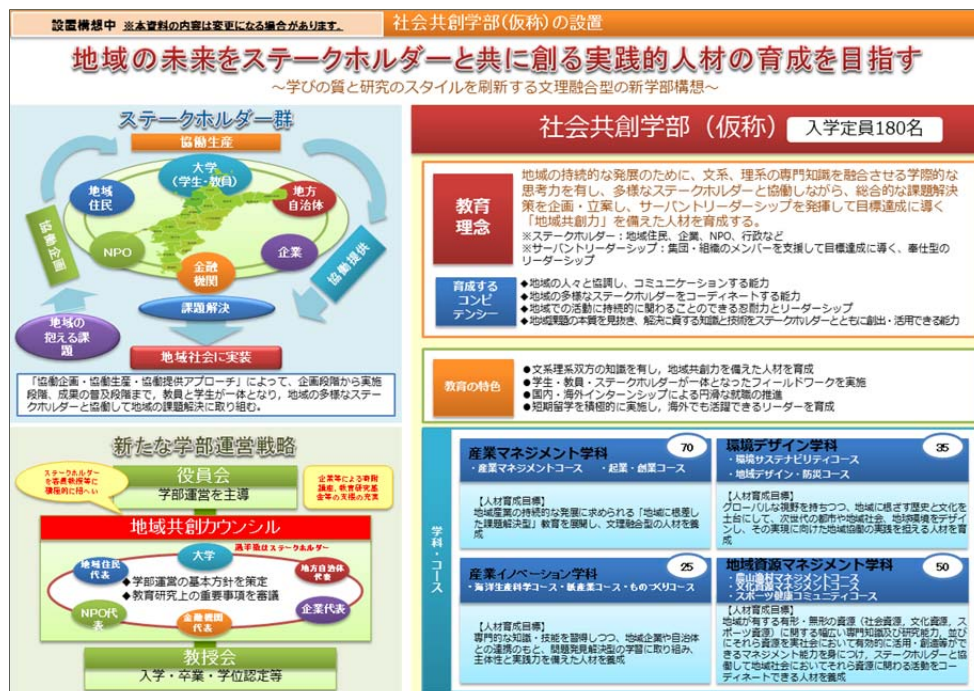 設置構想中 ※本資料の内容は変更になる場合があります。
社会共創学部(仮称)の設置
地域の未来をステークホルダーと共に創る実践的人材の育成を目指す
～学びの質と研究のスタイルを刷新する文理融合型の新学部構想～
ステークホルダー群
協働生産
大学
(学生・教員)
地域
住民
地方
自治体
NPO
企業
金融
機関
協働企画
協働提供
課題解決
地域の
抱える課
題
地域社会に実装
「協働企画・協働生産・協働提供アプローチ」によって、企画段階から実施
段階、成果の普及段階まで，教員と学生が一体となり，地域の多様なステー
クホルダーと協働して地域の課題解決に取り組む。
新たな学部運営戦略
ステークホルダー
を客員教授等に
積極的に招へい
役員会
学部運営を主導
企業等による寄附
講座、教育研究基
金等の支援の充実
地域共創カウンシル
過半数はステークホルダー
大学
地域住民
代表
地方自治体
代表
◆学部運営の基本方針を策定
◆教育研究上の重要事項を審議
NPO代
表
企業代表
金融機関
代表
教授会
入学・卒業・学位認定等
社会共創学部（仮称）
入学定員180名
教育
理念
地域の持続的な発展のために、文系、理系の専門知識を融合させる学際的な
思考力を有し、多様なステークホルダーと協働しながら、総合的な課題解決
策を企画・立案し、サーバントリーダーシップを発揮して目標達成に導く
「地域共創力」を備えた人材を育成する。
※ステークホルダー：地域住民、企業、NPO、行政など
※サーバントリーダーシップ：集団・組織のメンバーを支援して目標達成に導く、奉仕型の
リーダーシップ
育成する
コンピ
テンシー
◆地域の人々と協調し、コミュニケーションする能力
◆地域の多様なステークホルダーをコーディネートする能力
◆地域での活動に持続的に関わることのできる忍耐力とリーダーシップ
◆地域課題の本質を見抜き、解決に資する知識と技術をステークホルダーとともに創出・活用できる能力
教育の特色
●文系理系双方の知識を有し，地域共創力を備えた人材を育成
●学生・教員・ステークホルダーが一体となったフィールドワークを実施
●国内・海外インターンシップによる円滑な就職の推進
●短期留学を積極的に実施し，海外でも活躍できるリーダーを育成
学科・コース
産業マネジメント学科
70
・産業マネジメントコース ・起業・創業コース
【人材育成目標】
地域産業の持続的な発展に求められる「地域に根差し
た課題解決型」教育を展開し、文理融合型の人材を養
成
環境デザイン学科
35
・環境サステナビリティコース
・地域デザイン・防災コース
【人材育成目標】
グローバルな視野を持ちつつ、地域に根ざす歴史と文化を
土台にして、次世代の都市や地域社会、地球環境をデザイ
ンし、その実現に向けた地域協働の実践を担える人材を育
成
産業イノベーション学科
25
・海洋生産科学コース・紙産業コース・ものづくりコース
【人材育成目標】
専門的な知識・技能を習得しつつ、地域企業や自治体
との連携のもと、問題発見解決型の学習に取り組み、
主体性と実践力を備えた人材を養成
地域資源マネジメント学科
50
・農山漁村マネジメントコース
・文化資源マネジメントコース
・スポーツ健康コミュニティコース
【人材育成目標】
地域が有する有形・無形の資源（社会資源、文化資源、ス
ポーツ資源）に関する幅広い専門知識及び研究能力、並び
にそれら資源を実社会において有効的に活用・創造等がで
きるマネジメント能力を身につけ，ステークホルダーと協
働して地域社会においてそれら資源に関わる活動をコー
ディネートできる人材を養成